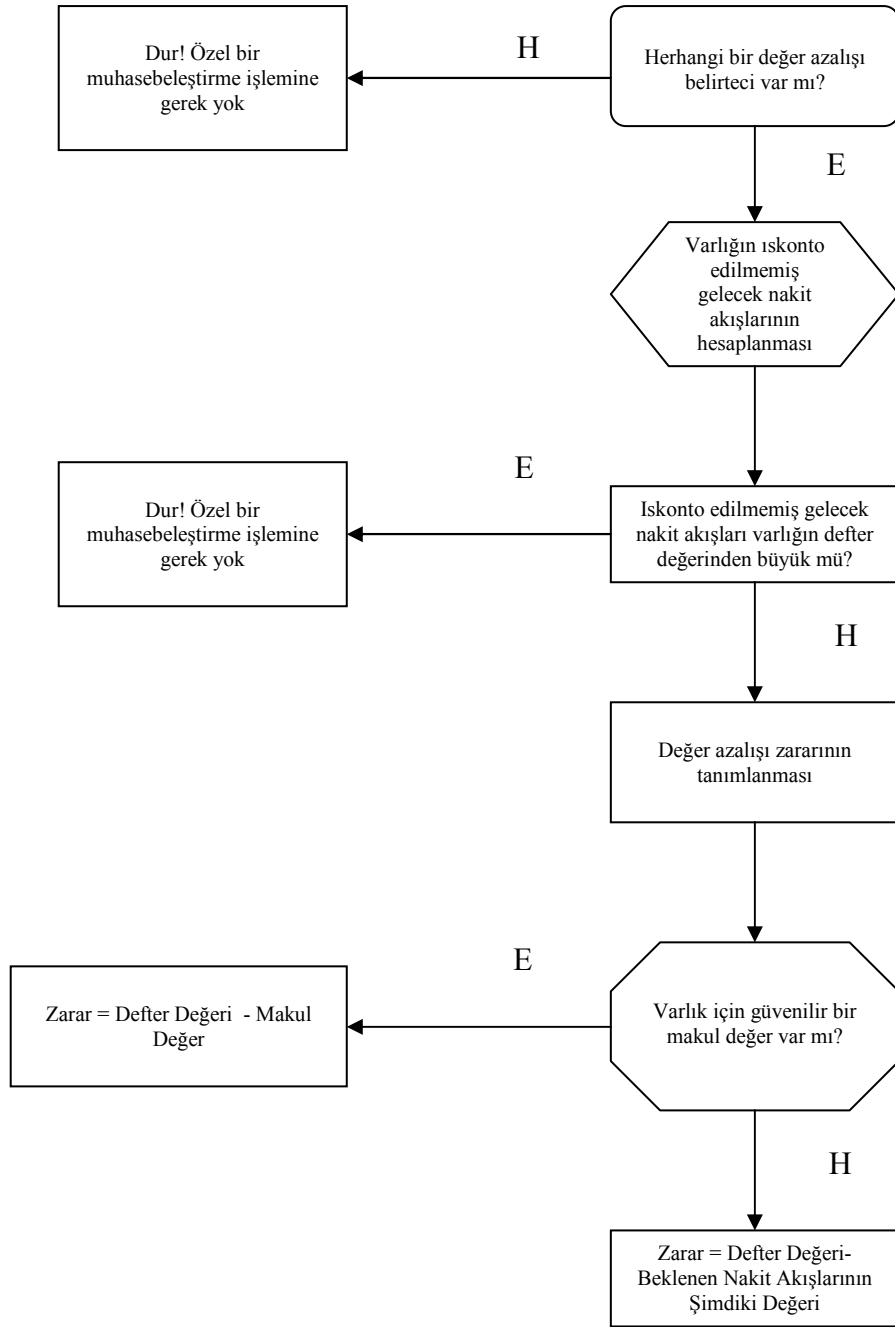 Dur! Özel bir
muhasebeleştirme işlemine
gerek yok
H
Herhangi bir değer azalışı
belirteci var mı?
E
Varlığın ıskonto
edilmemiş
gelecek nakit
akışlarının
hesaplanması
Dur! Özel bir
muhasebeleştirme işlemine
gerek yok
E
Iskonto edilmemiş gelecek
nakit akışları varlığın defter
değerinden büyük mü?
H
Değer azalışı zararının
tanımlanması
Zarar = Defter Değeri - Makul
Değer
E
Varlık için güvenilir bir
makul değer var mı?
H
Zarar = Defter Değeri-
Beklenen Nakit Akışlarının
Şimdiki Değeri